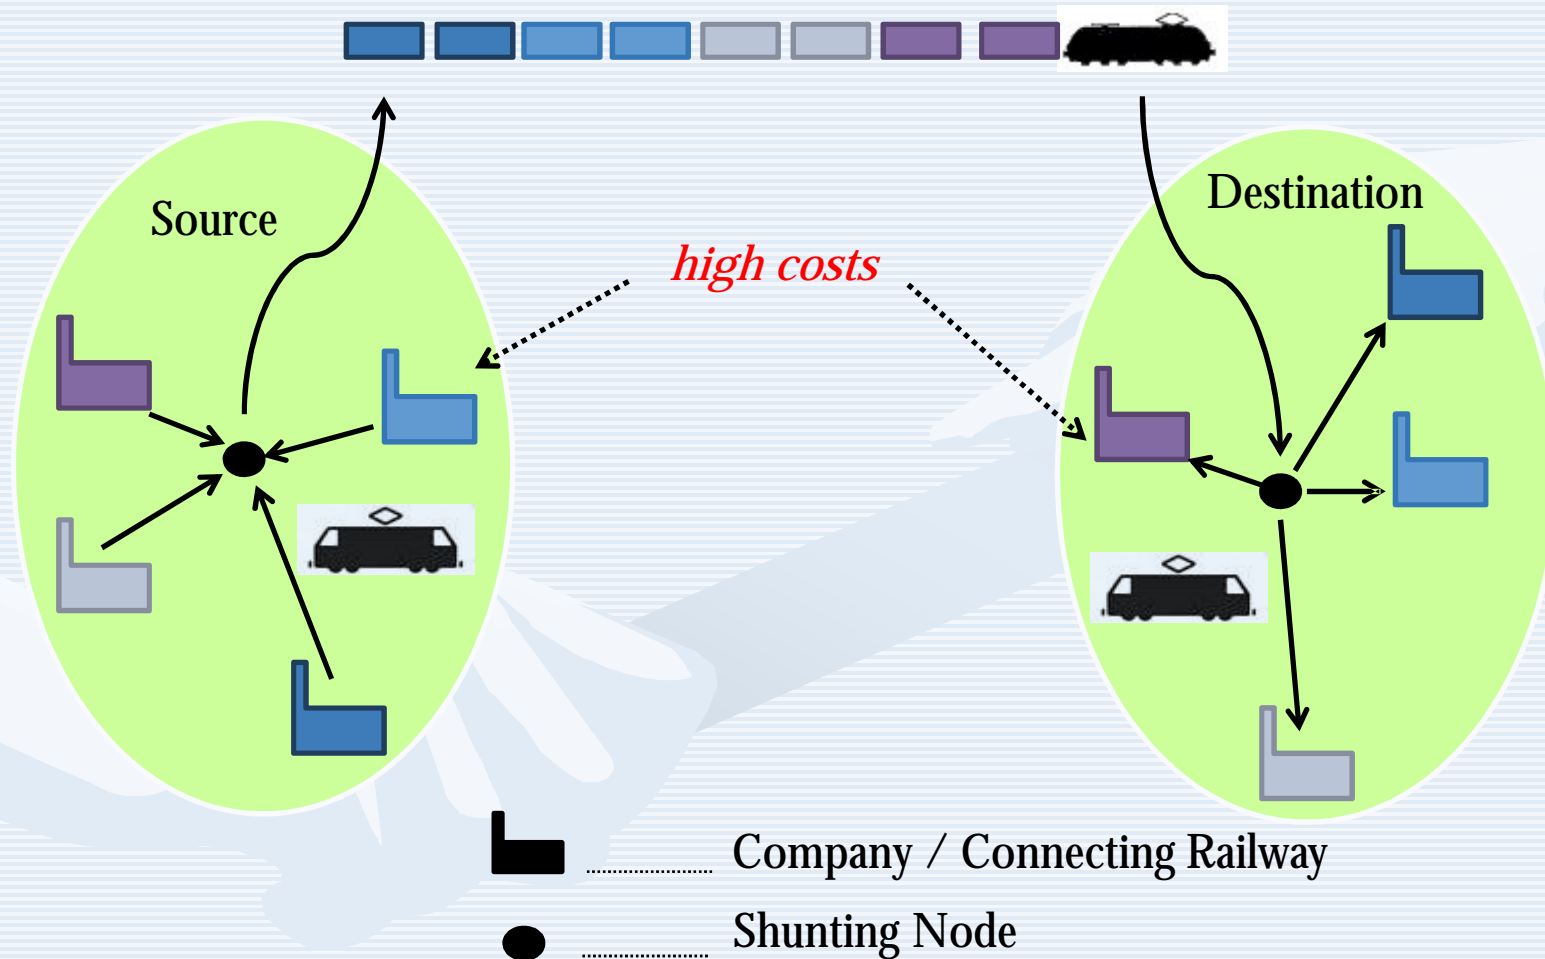 Source
Destination
high costs
Company / Connecting Railway
Shunting Node